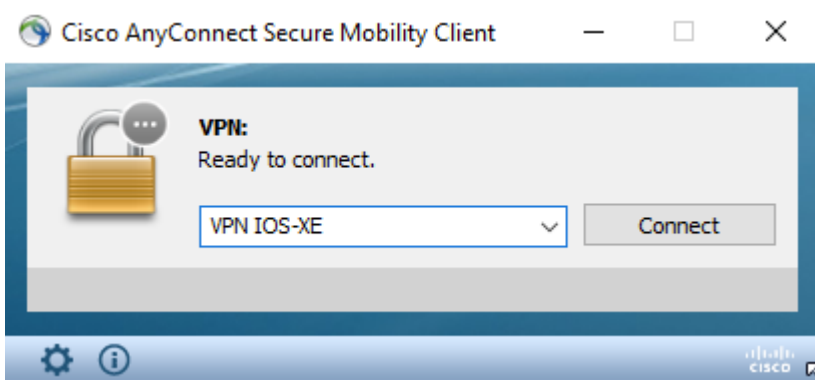 Cisco AnyConnect Secure Mobility Client
VPN:
Ready to connect.
VPN IOS-XE
Connect
CISCO